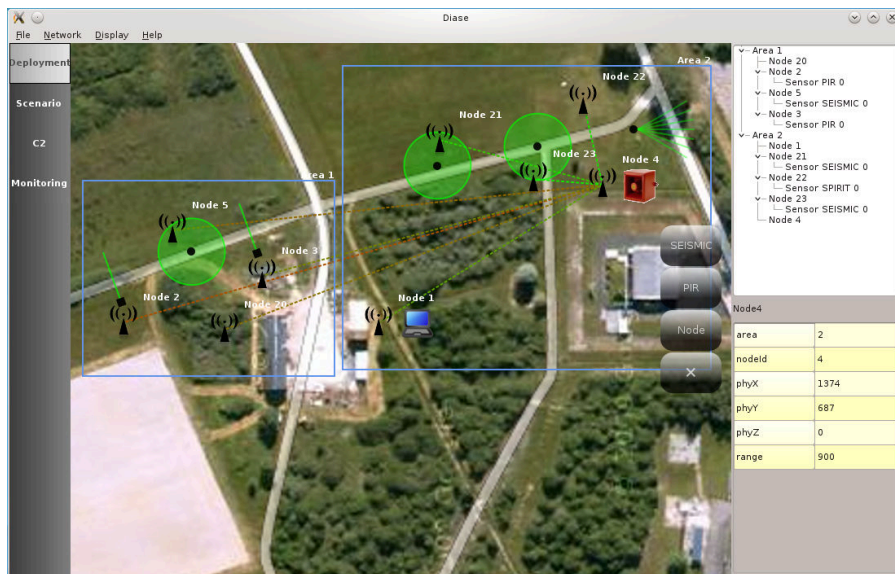 Diase
File Network Display Help
Deployment
Scenario
C2
Monitoring
Area 2
Node 22
Node 21
Node 23
Node 4
Area 1
Node 5
Node 3
Node 2
Node 20
Node 1
SEISMIC
PIR
Node
×
Area 1
Node 20
Node 2
Sensor PIR 0
Node 5
Sensor SEISMIC 0
Node 3
Sensor PIR 0
Area 2
Node 1
Node 21
Sensor SEISMIC 0
Node 22
Sensor SPIRIT 0
Node 23
Sensor SEISMIC 0
Node 4
Node4
area 2
nodeId 4
phyX 1374
phyY 687
phyZ 0
range 900